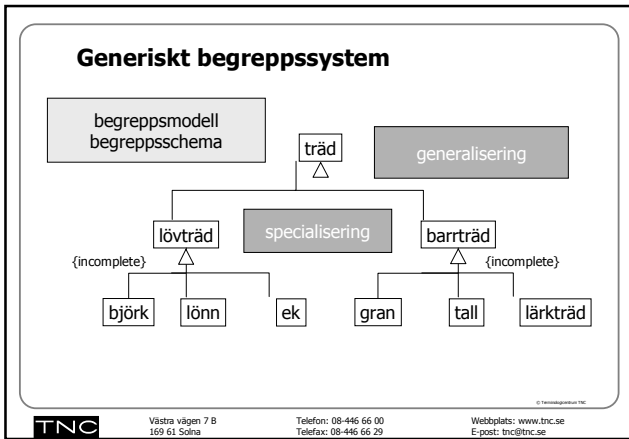 Generiskt begreppssystem
begreppsmodell
begreppsschema
träd
generalisering
lövträd
specialisering
barrträd
{incomplete}
{incomplete}
björk
lönn
ek
gran
tall
lärkträd
© Terminologicentrum TNC
TNC
Västra vägen 7 B
169 61 Solna
Telefon: 08-446 66 00
Telefax: 08-446 66 29
Webbplats: www.tnc.se
E-post: tnc@tnc.se